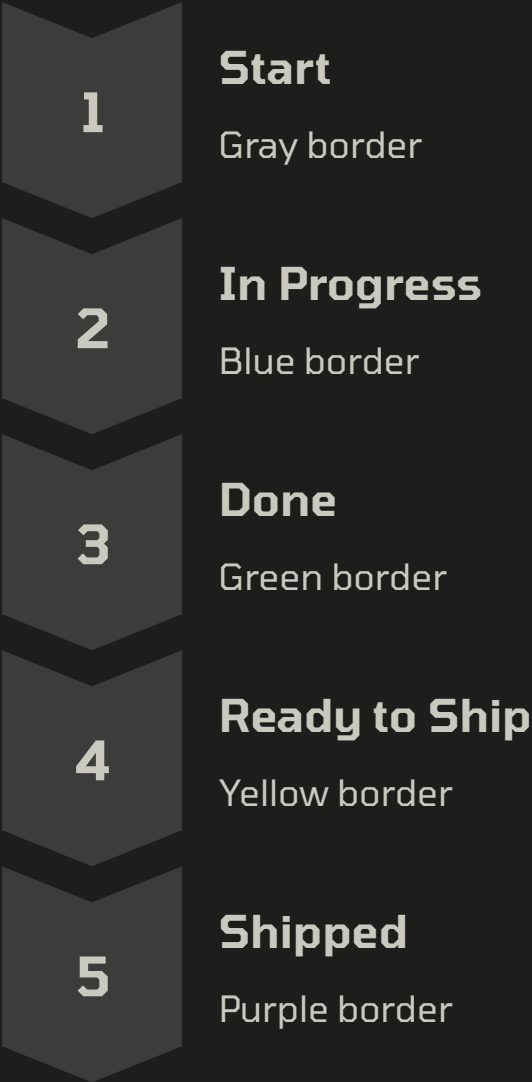 1
Start
Gray border
2
In Progress
Blue border
3
Done
Green border
4
Ready to Ship
Yellow border
5
Shipped
Purple border